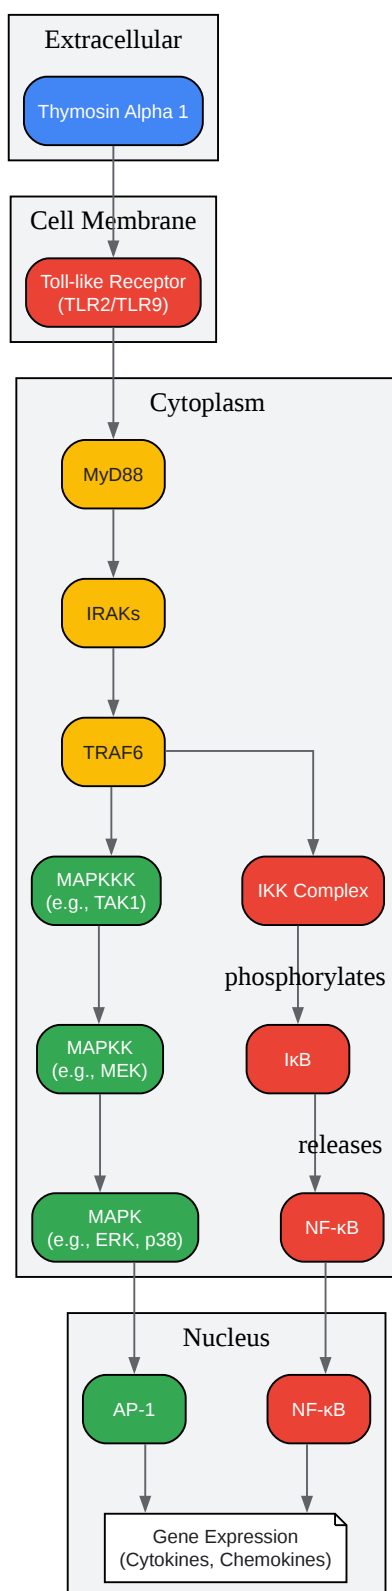 Extracellular
Thymosin Alpha 1
Cell Membrane
Toll-like Receptor
(TLR2/TLR9)
Cytoplasm
MyD88
IRAKs
TRAF6
MAPKKK
(e.g., TAK1)
IKK Complex
phosphorylates
MAPKK
(e.g., MEK)
IκB
releases
MAPK
(e.g., ERK, p38)
NF-κB
Nucleus
AP-1
NF-κB
Gene Expression
(Cytokines, Chemokines)